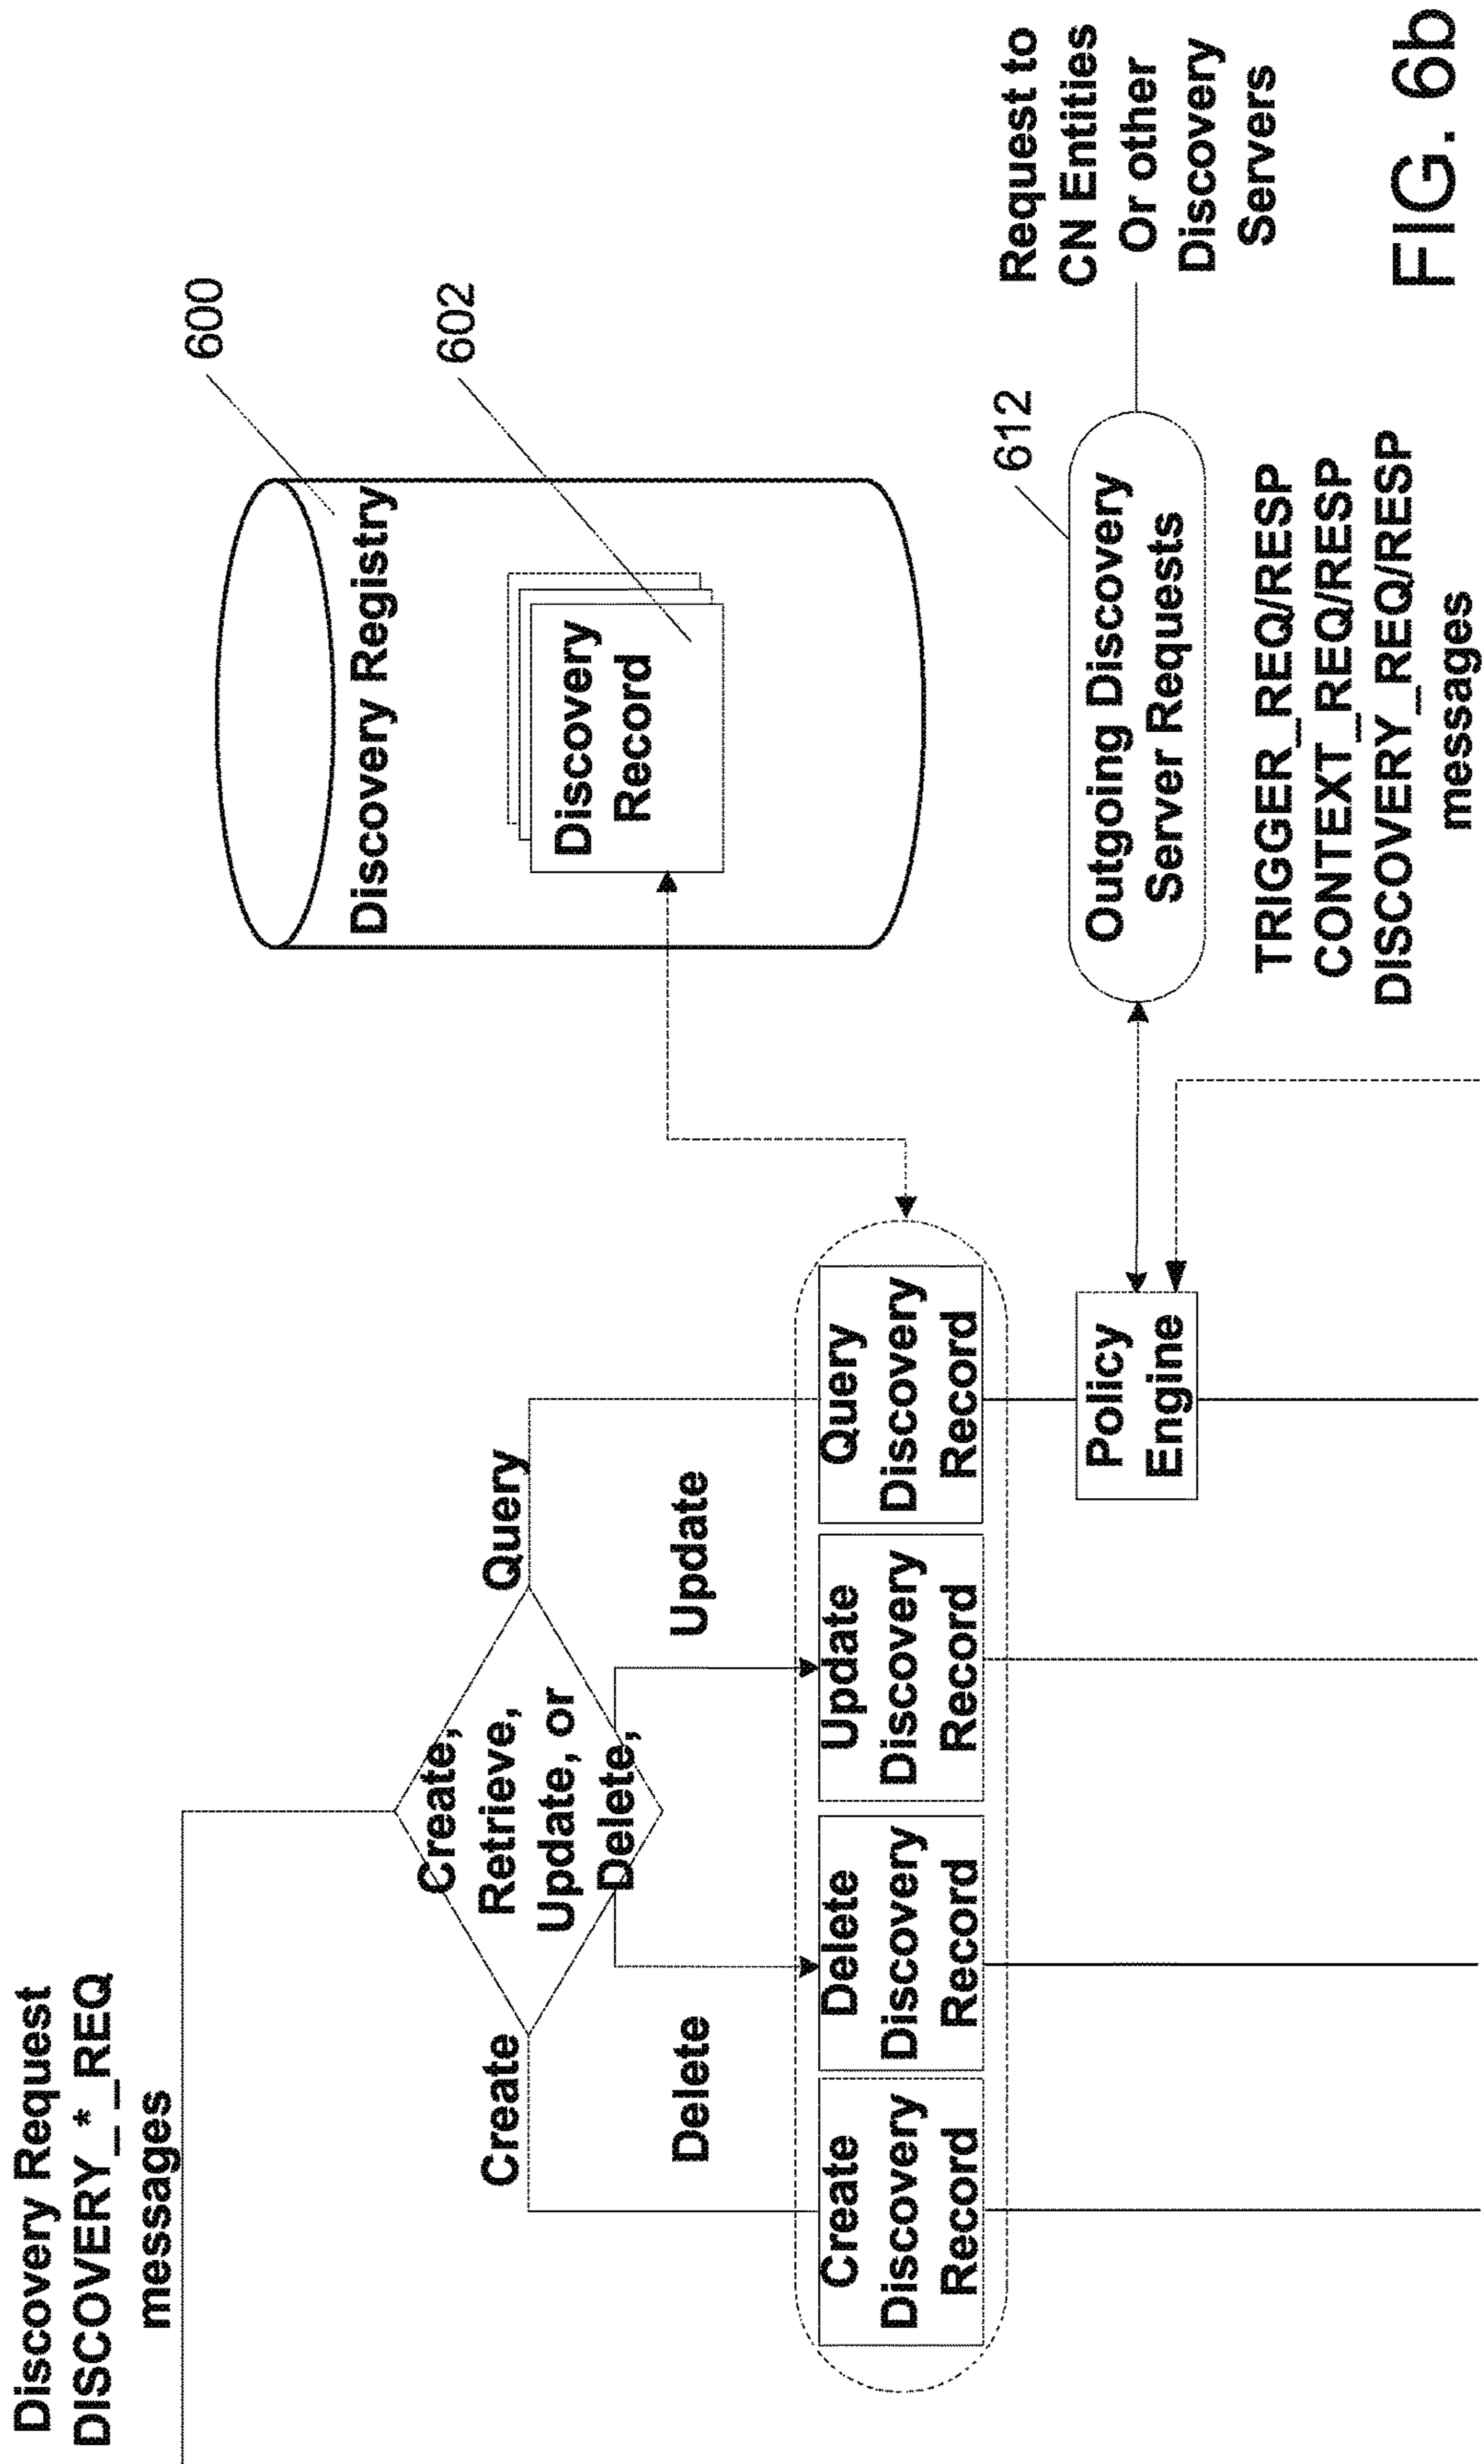 Discovery Request
DISCOVERY_*_REQ
messages
Create,
Retrieve,
Update, or
Delete,
Create
Query
Delete
Update
Create
Discovery
Record
Delete
Discovery
Record
Update
Discovery
Record
Query
Discovery
Record
Policy
Engine
600
Discovery Registry
602
Discovery
Record
612
Outgoing Discovery
Server Requests
TRIGGER_REQ/RESP
CONTEXT_REQ/RESP
DISCOVERY_REQ/RESP
messages
Request to
CN Entities
Or other
Discovery
Servers
FIG. 6b